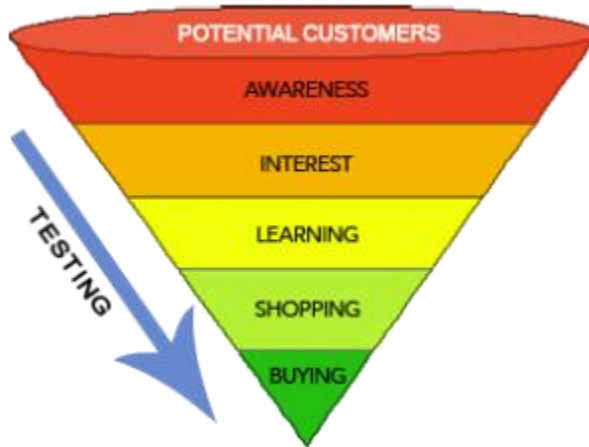 POTENTIAL CUSTOMERS
AWARENESS
INTEREST
LEARNING
SHOPPING
BUYING
TESTING